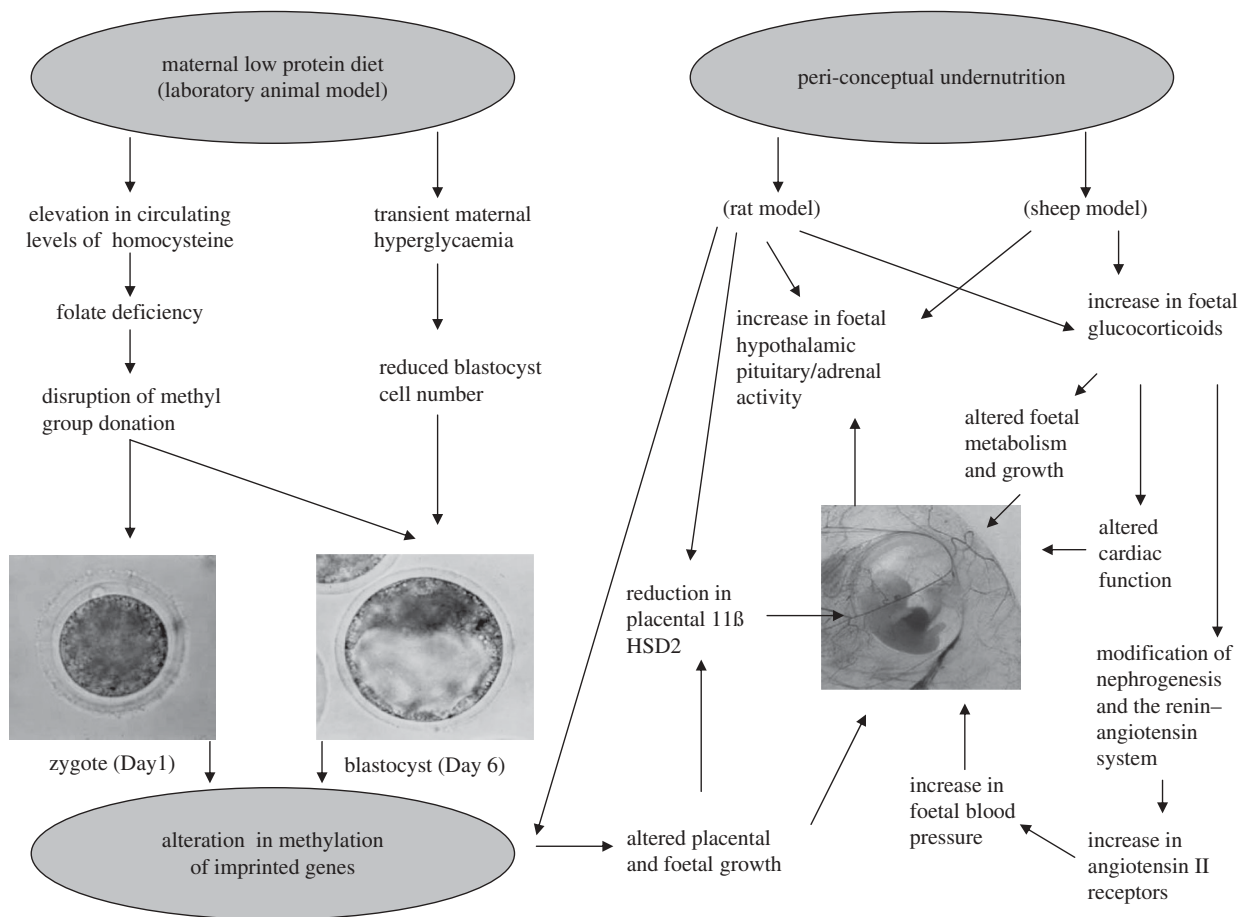 maternal low protein diet
(laboratory animal model)
peri-conceptual undernutrition
elevation in circulating
levels of homocysteine
transient maternal
hyperglycaemia
(rat model)
(sheep model)
folate deficiency
reduced blastocyst
cell number
disruption of methyl
group donation
increase in foetal
hypothalamic
pituitary/adrenal
activity
increase in foetal
glucocorticoids
altered foetal
metabolism
and growth
altered
cardiac
function
reduction in
placental 11ß
HSD2
modification of
nephrogenesis
and the renin–
angiotensin
system
zygote (Day1)
blastocyst (Day 6)
increase in
foetal blood
pressure
alteration in methylation
of imprinted genes
altered placental
and foetal growth
increase in
angiotensin II
receptors